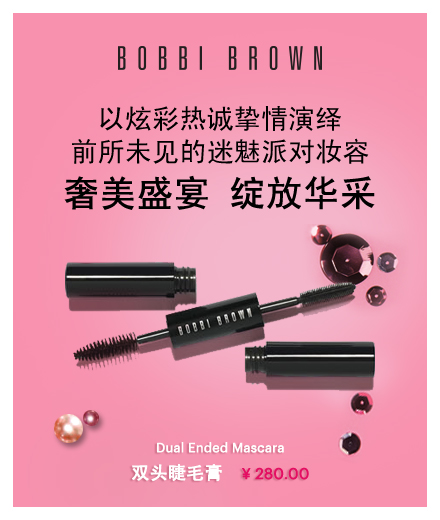 BOBBI BROWN
以炫彩热诚挚情演绎
前所未见的迷魅派对妆容
奢美盛宴 绽放华采
BOBBI BROWN
Dual Ended Mascara
双头睫毛膏 ¥280.00